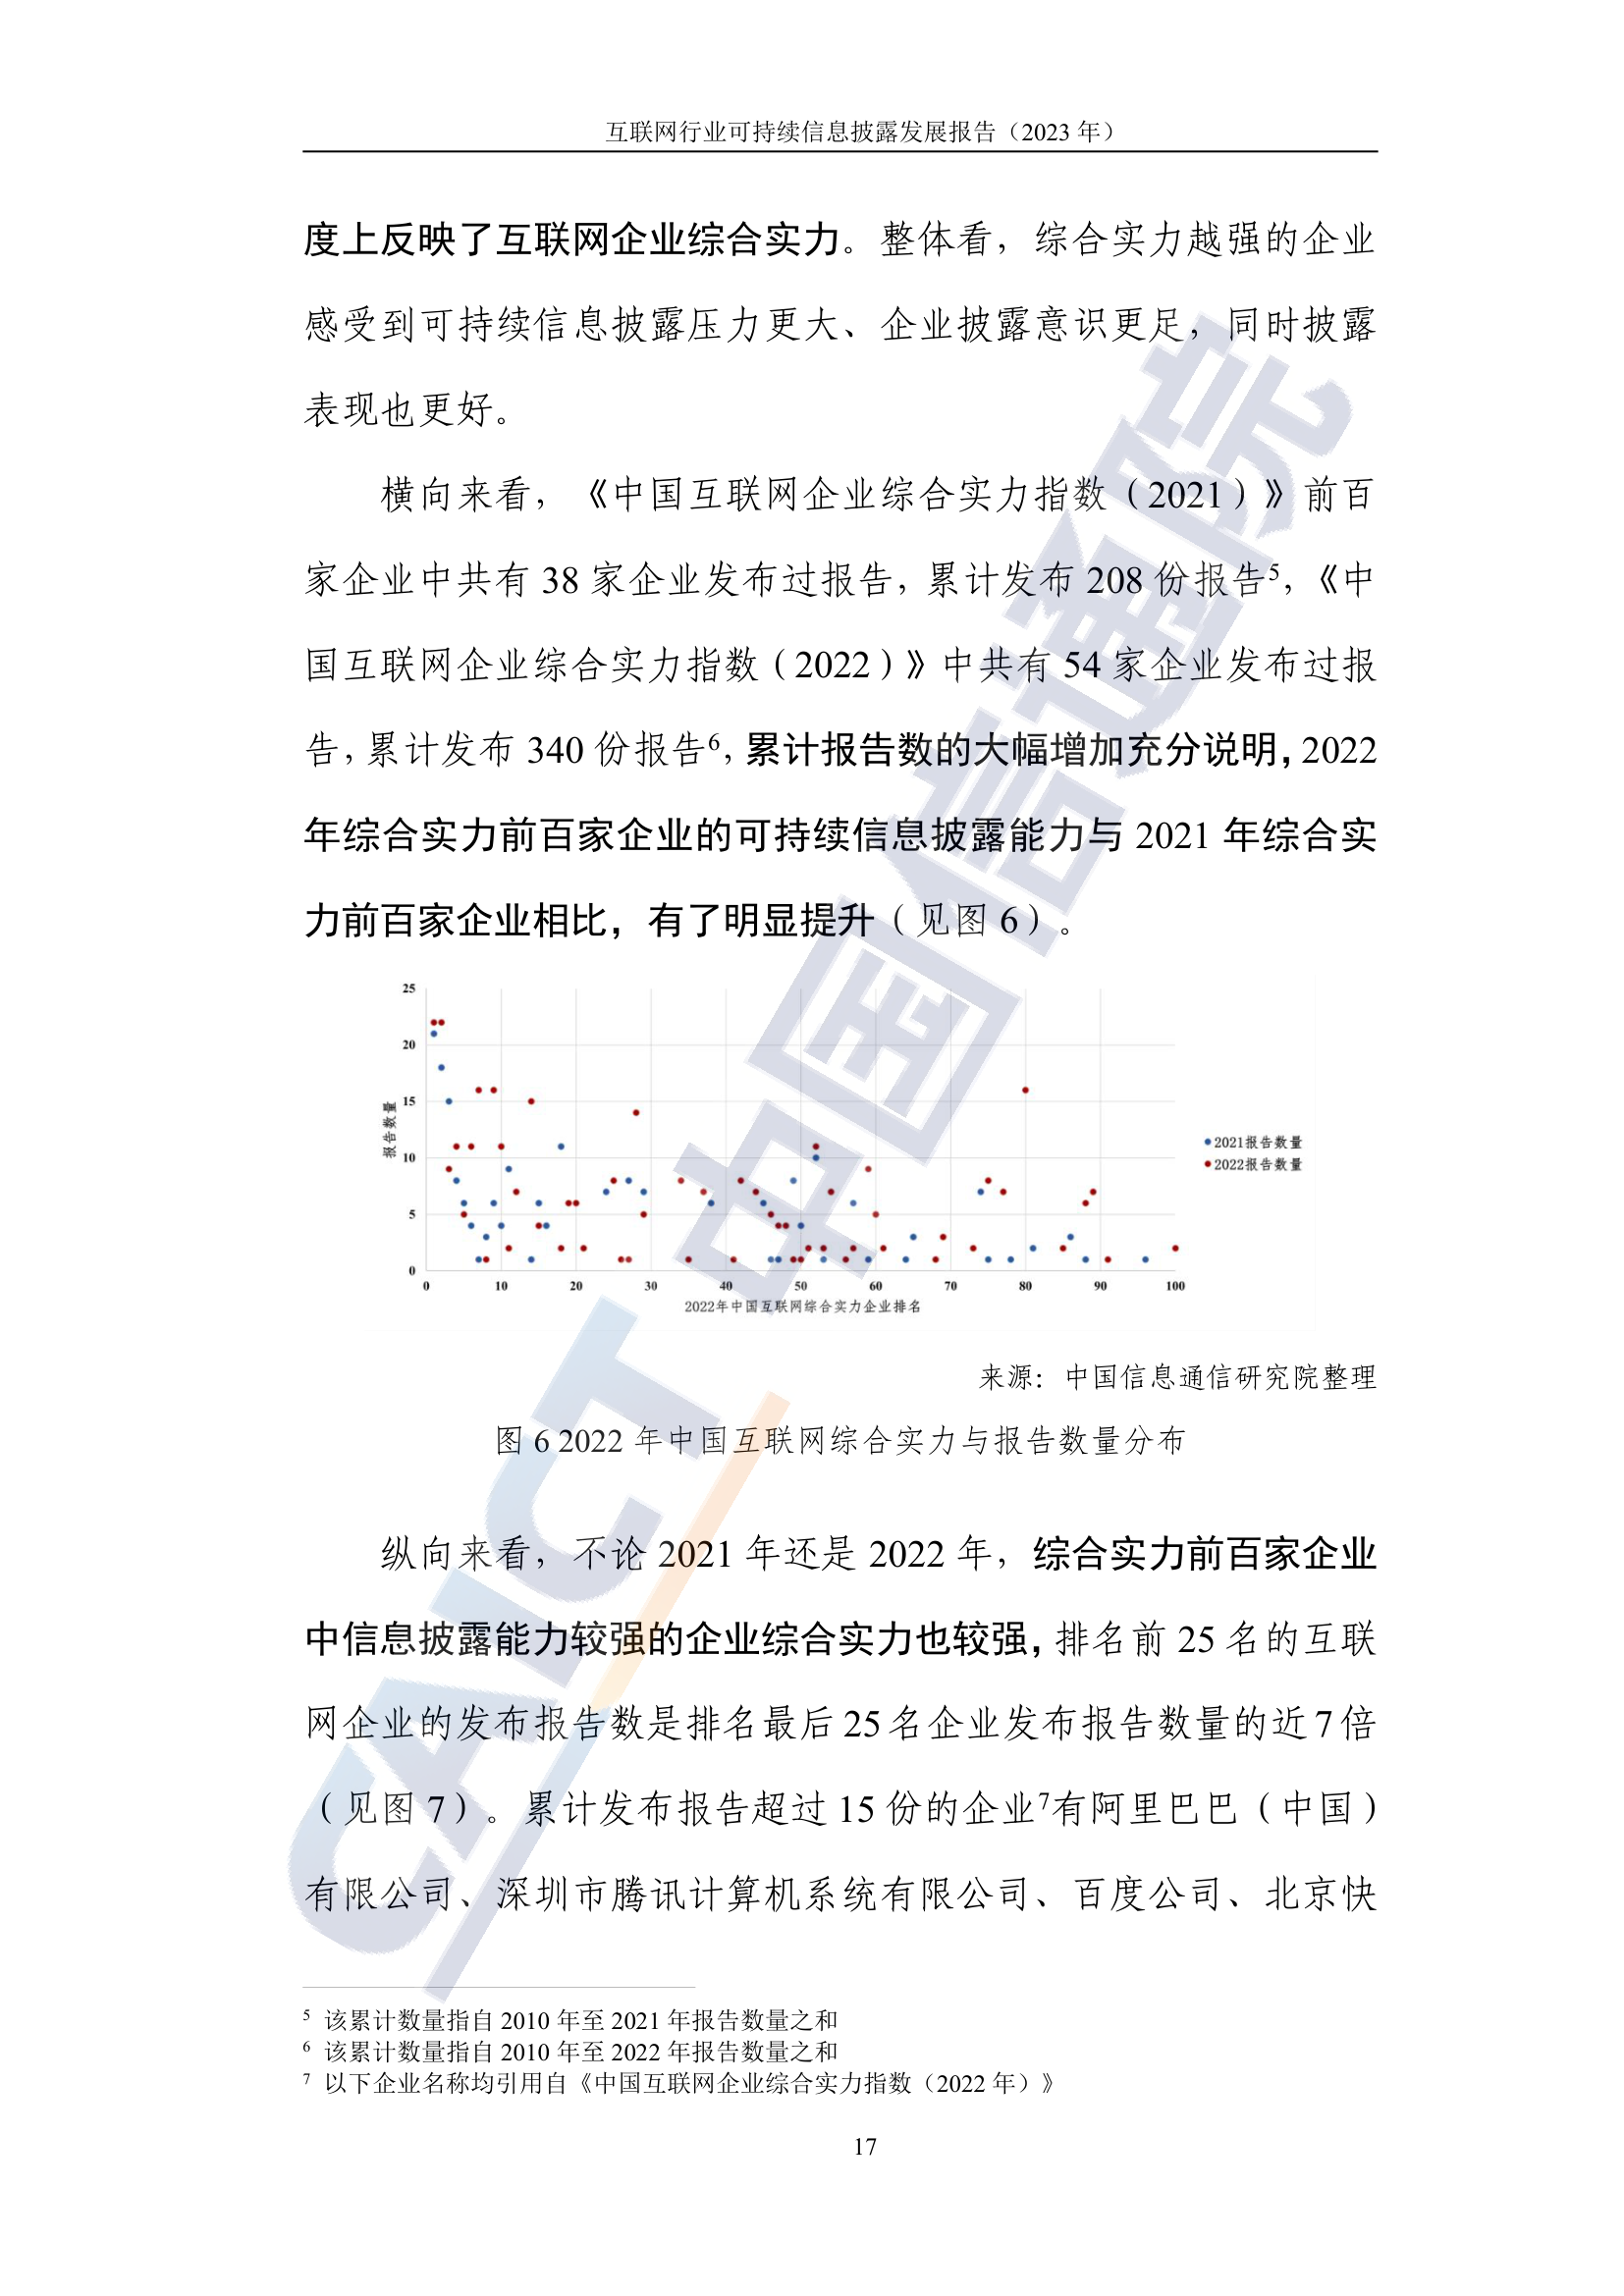 互联网行业可持续信息披露发展报告（2023 年）
度上反映了互联网企业综合实力。整体看，综合实力越强的企业
感受到可持续信息披露压力更大、企业披露意识更足，同时披露
表现也更好。
横向来看，《中国互联网企业综合实力指数（2021）》前百
家企业中共有 38 家企业发布过报告，累计发布 208 份报告5，《中
国互联网企业综合实力指数（2022）》中共有 54 家企业发布过报
告，累计发布 340 份报告6，累计报告数的大幅增加充分说明，2022
年综合实力前百家企业的可持续信息披露能力与 2021 年综合实
力前百家企业相比，有了明显提升（见图 6）。
25
20
15
10
5
0
报告数量
0 10 20 30 40 50 60 70 80 90 100
2022年中国互联网综合实力企业排名
2021报告数量
2022报告数量
来源：中国信息通信研究院整理
图 6 2022 年中国互联网综合实力与报告数量分布
纵向来看，不论 2021 年还是 2022 年，综合实力前百家企业
中信息披露能力较强的企业综合实力也较强，排名前 25 名的互联
网企业的发布报告数是排名最后 25 名企业发布报告数量的近 7 倍
（见图 7）。累计发布报告超过 15 份的企业7有阿里巴巴（中国）
有限公司、深圳市腾讯计算机系统有限公司、百度公司、北京快
5 该累计数量指自 2010 年至 2021 年报告数量之和
6 该累计数量指自 2010 年至 2022 年报告数量之和
7 以下企业名称均引用自《中国互联网企业综合实力指数（2022 年）》
17
CAICT 中国信通院